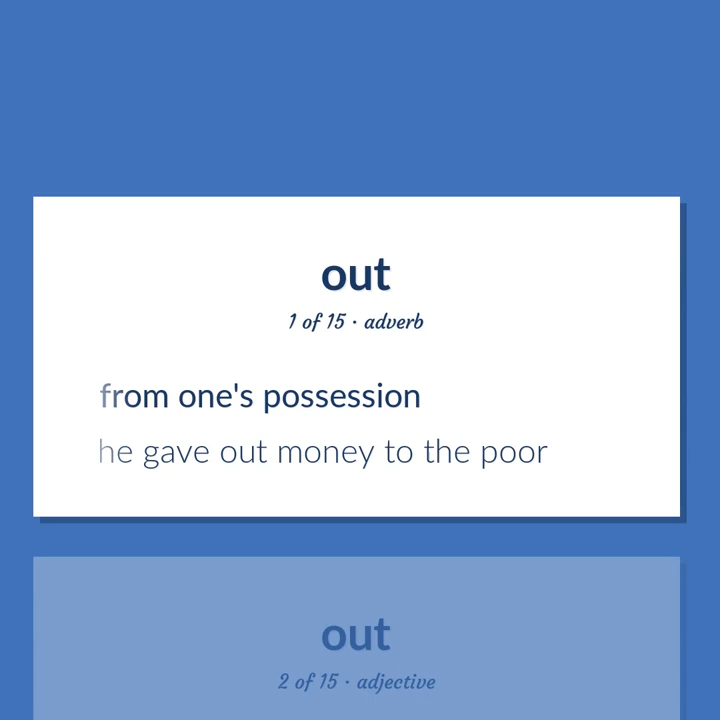 out
1 of 15 · adverb
from one's possession
he gave out money to the poor
out
2 of 15 · adjective